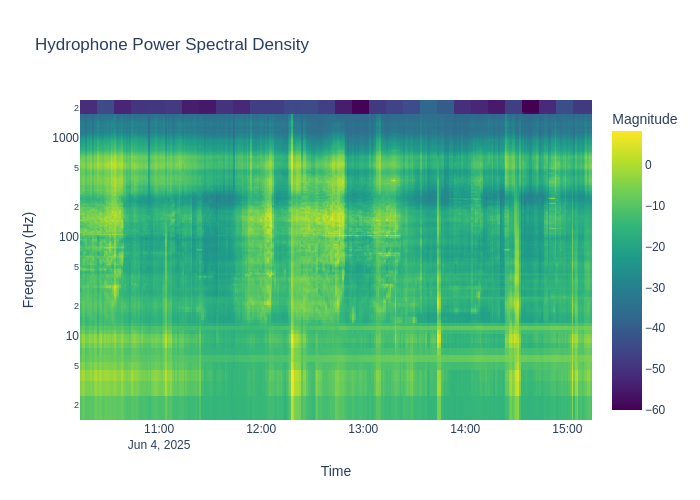 Hydrophone Power Spectral Density
Magnitude
2
1000
5
2
100
5
2
10
5
2
Frequency (Hz)
0
−10
−20
−30
−40
−50
−60
11:00 12:00 13:00 14:00 15:00
Jun 4, 2025
Time